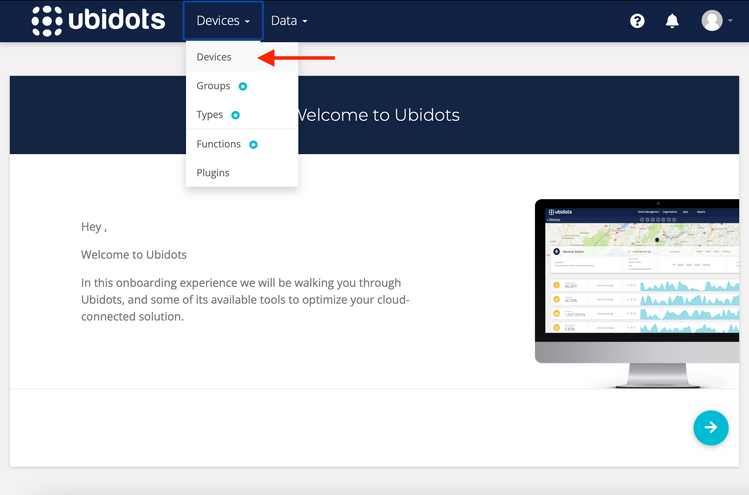 ubidots
Devices
Data
Devices
Groups
Types
Functions
Plugins
Welcome to Ubidots
Hey ,
Welcome to Ubidots
In this onboarding experience we will be walking you through
Ubidots, and some of its available tools to optimize your cloud-
connected solution.
ubidots